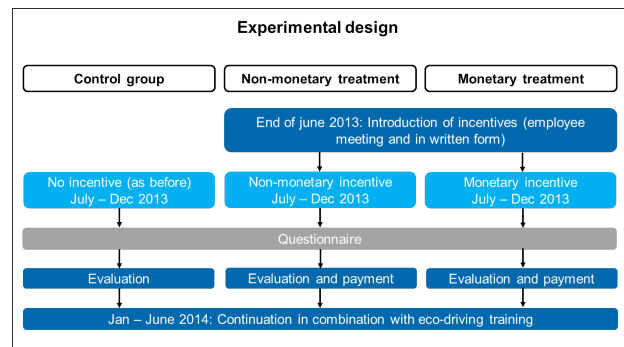 Experimental design
Control group
Non-monetary treatment
Monetary treatment
End of june 2013: Introduction of incentives (employee
meeting and in written form)
No incentive (as before)
July – Dec 2013
Non-monetary incentive
July – Dec 2013
Monetary incentive
July – Dec 2013
Questionnaire
Evaluation
Evaluation and payment
Evaluation and payment
Jan – June 2014: Continuation in combination with eco-driving training